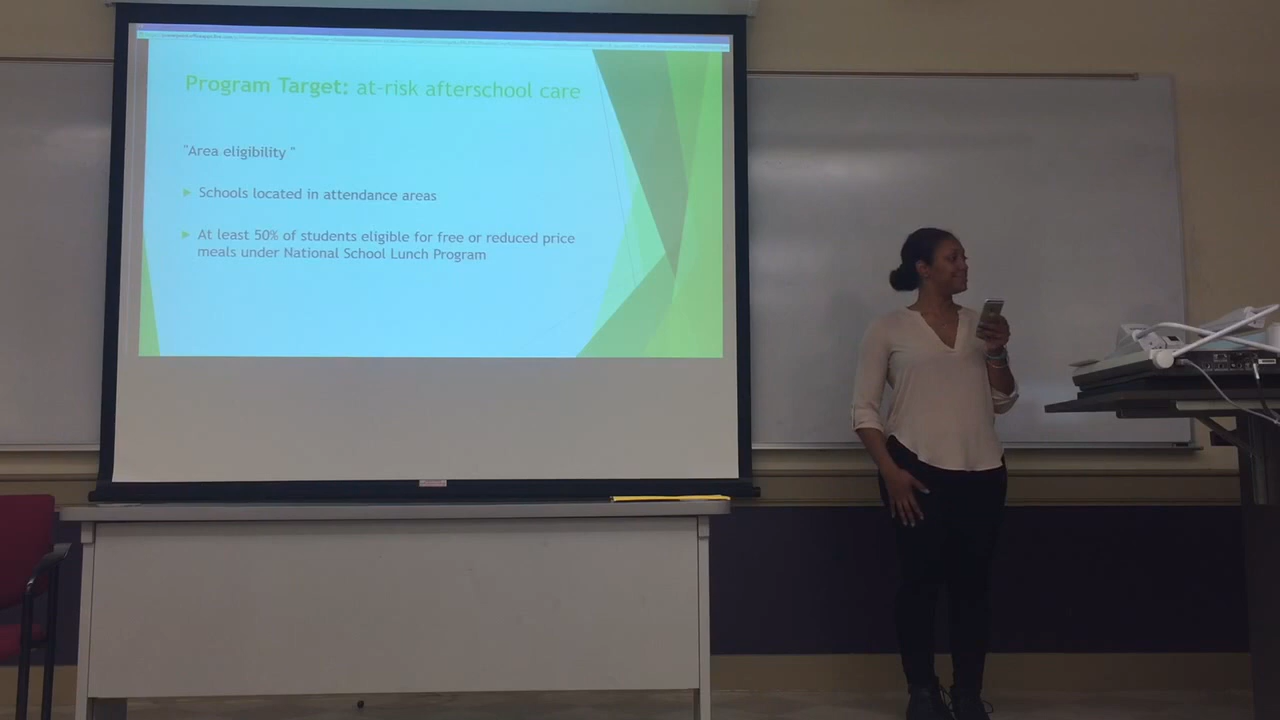 Program Target: at-risk afterschool care
"Area eligibility "
Schools located in attendance areas
At least 50% of students eligible for free or reduced price
meals under National School Lunch Program